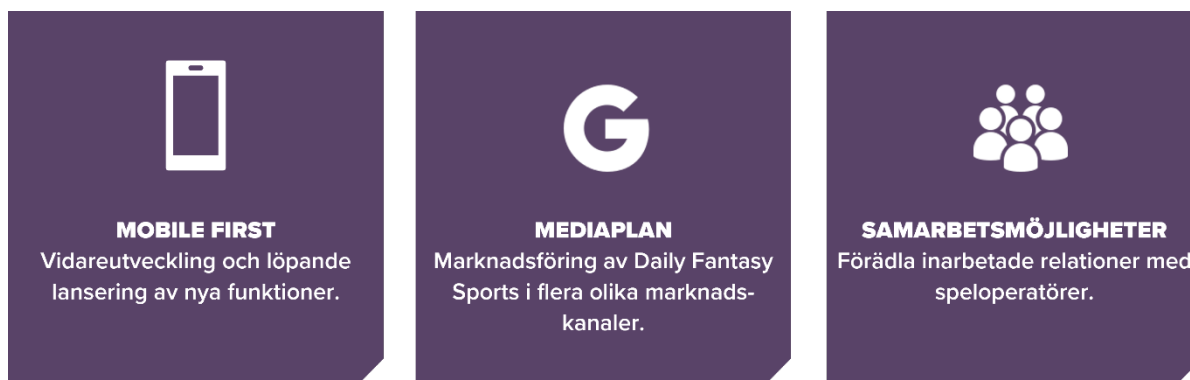 MOBILE FIRST
Vidareutveckling och löpande
lansering av nya funktioner.
MEDIAPLAN
Marknadsföring av Daily Fantasy
Sports i flera olika marknads-
kanaler.
SAMARBETSMÖJLIGHETER
Förädla inarbetade relationer med
speloperatörer.